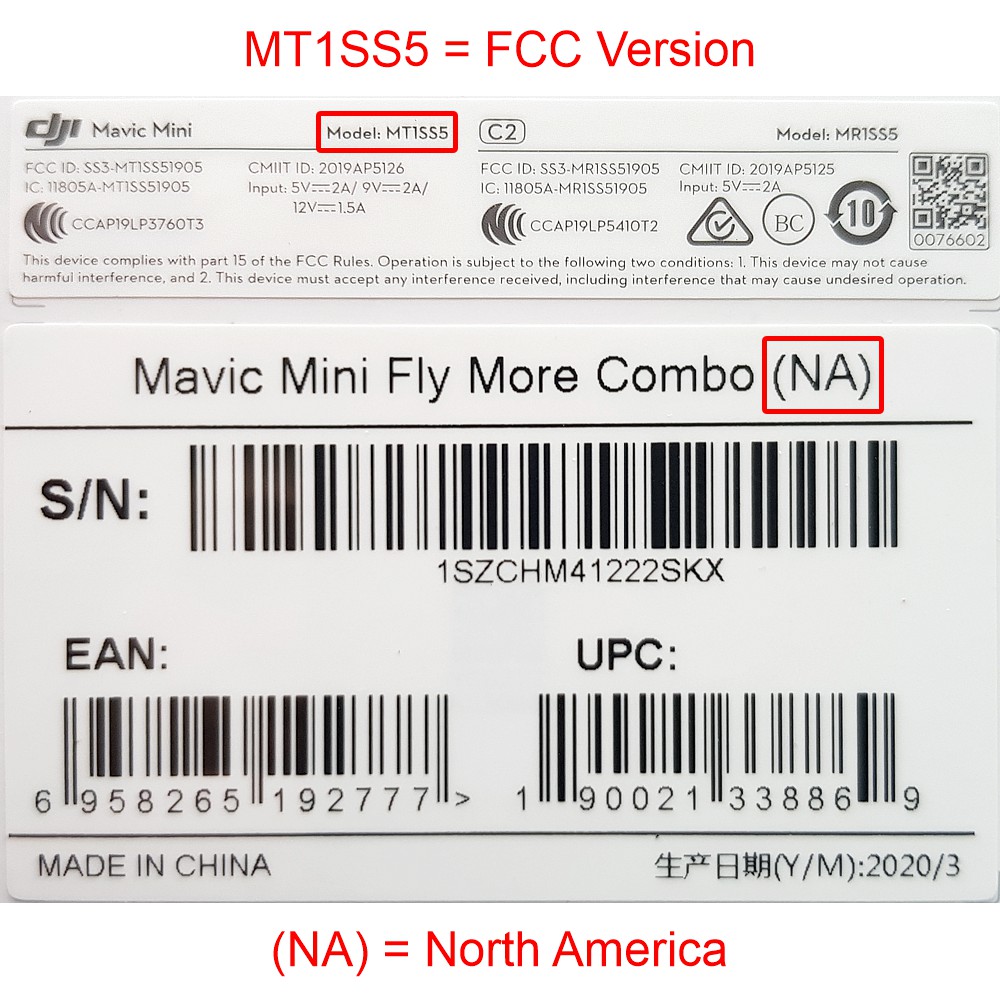 MT1SS5 = FCC Version
dji Mavic Mini Model: MT1SS5 C2 Model: MR1SS5
FCC ID: SS3-MT1SS51905 CMIIT ID: 2019AP5126 FCC ID: SS3-MR1SS51905 CMIIT ID: 2019AP5125
IC: 11805A-MT1SS51905 Input: 5V⎓2A/ 9V⎓2A/ IC: 11805A-MR1SS51905 Input: 5V⎓2A
12V⎓1.5A
CCAP19LP3760T3 CCAP19LP5410T2 BC 10
0076602
This device complies with part 15 of the FCC Rules. Operation is subject to the following two conditions: 1. This device may not cause
harmful interference, and 2. This device must accept any interference received, including interference that may cause undesired operation.
Mavic Mini Fly More Combo (NA)
S/N:
1SZCHM41222SKX
EAN: UPC:
6 958265 192777 > 1 90021 33886 9
MADE IN CHINA 生产日期(Y/M):2020/3
(NA) = North America